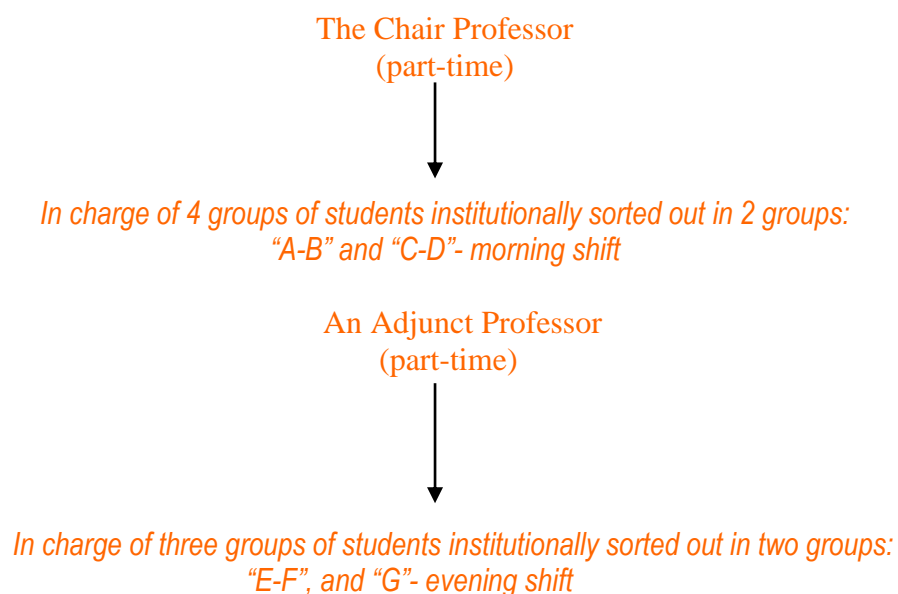 The Chair Professor
(part-time)
In charge of 4 groups of students institutionally sorted out in 2 groups:
“A-B” and “C-D”- morning shift
An Adjunct Professor
(part-time)
In charge of three groups of students institutionally sorted out in two groups:
“E-F”, and “G”- evening shift